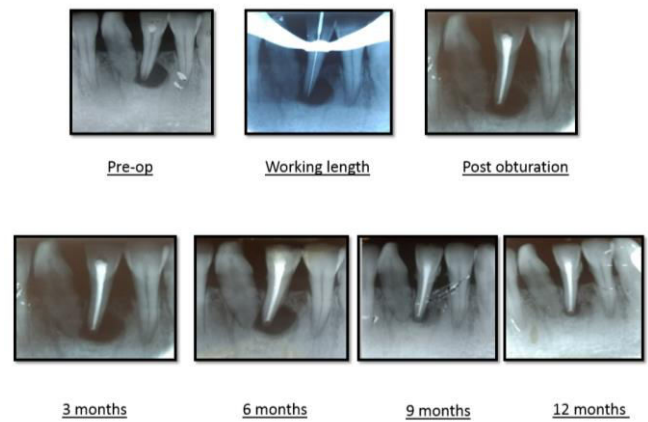 Pre-op
Working length
Post obturation
3 months
6 months
9 months
12 months